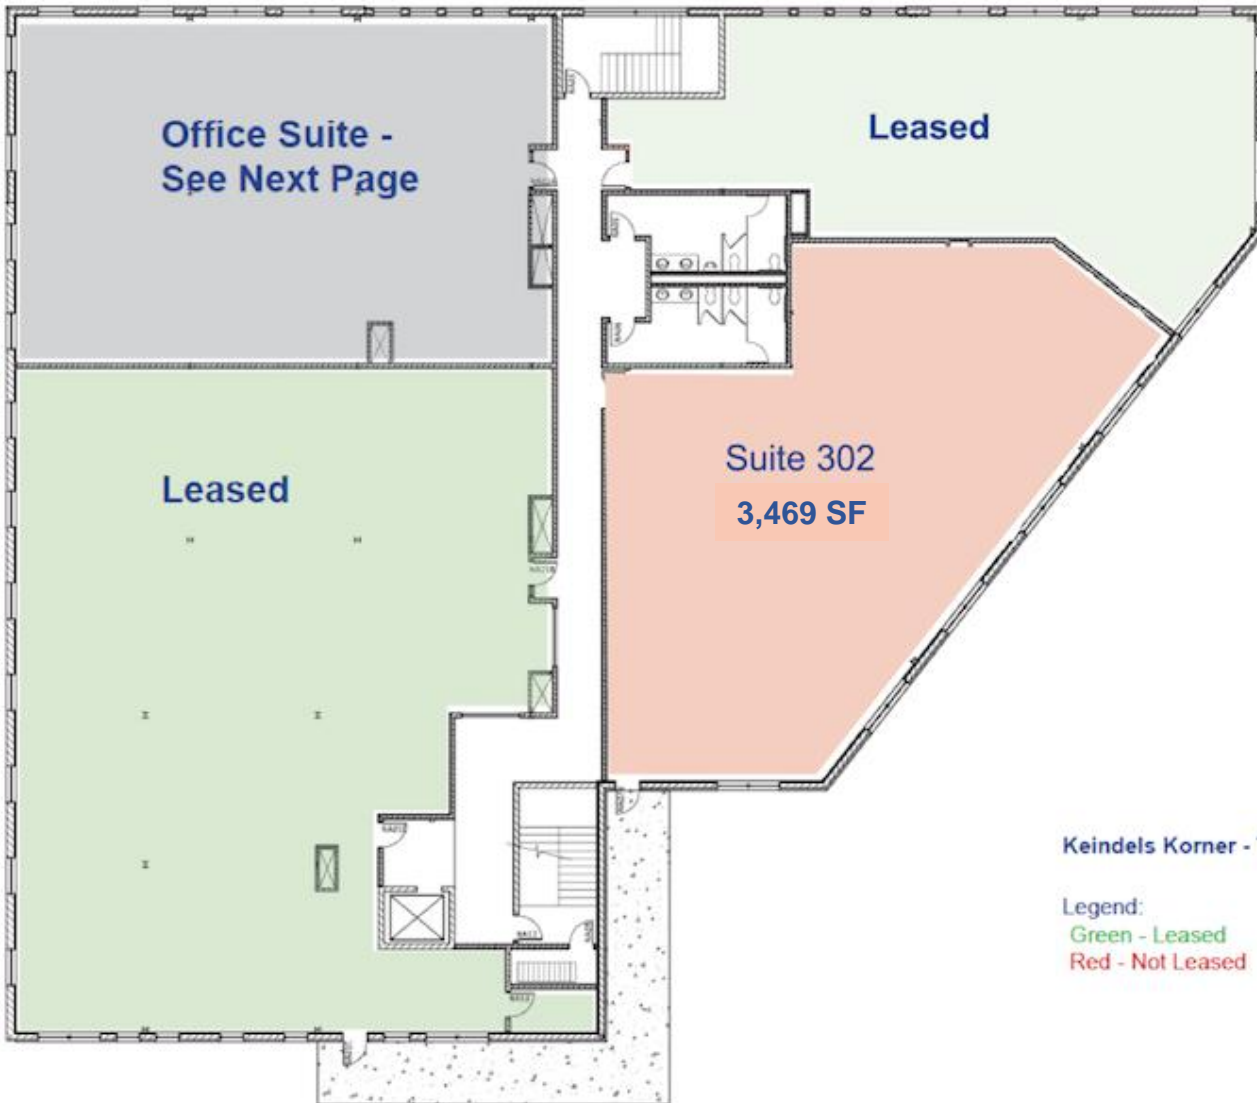 Office Suite -
See Next Page
Leased
Leased
Suite 302
3,469 SF
Keindels Korner -
Legend:
Green - Leased
Red - Not Leased